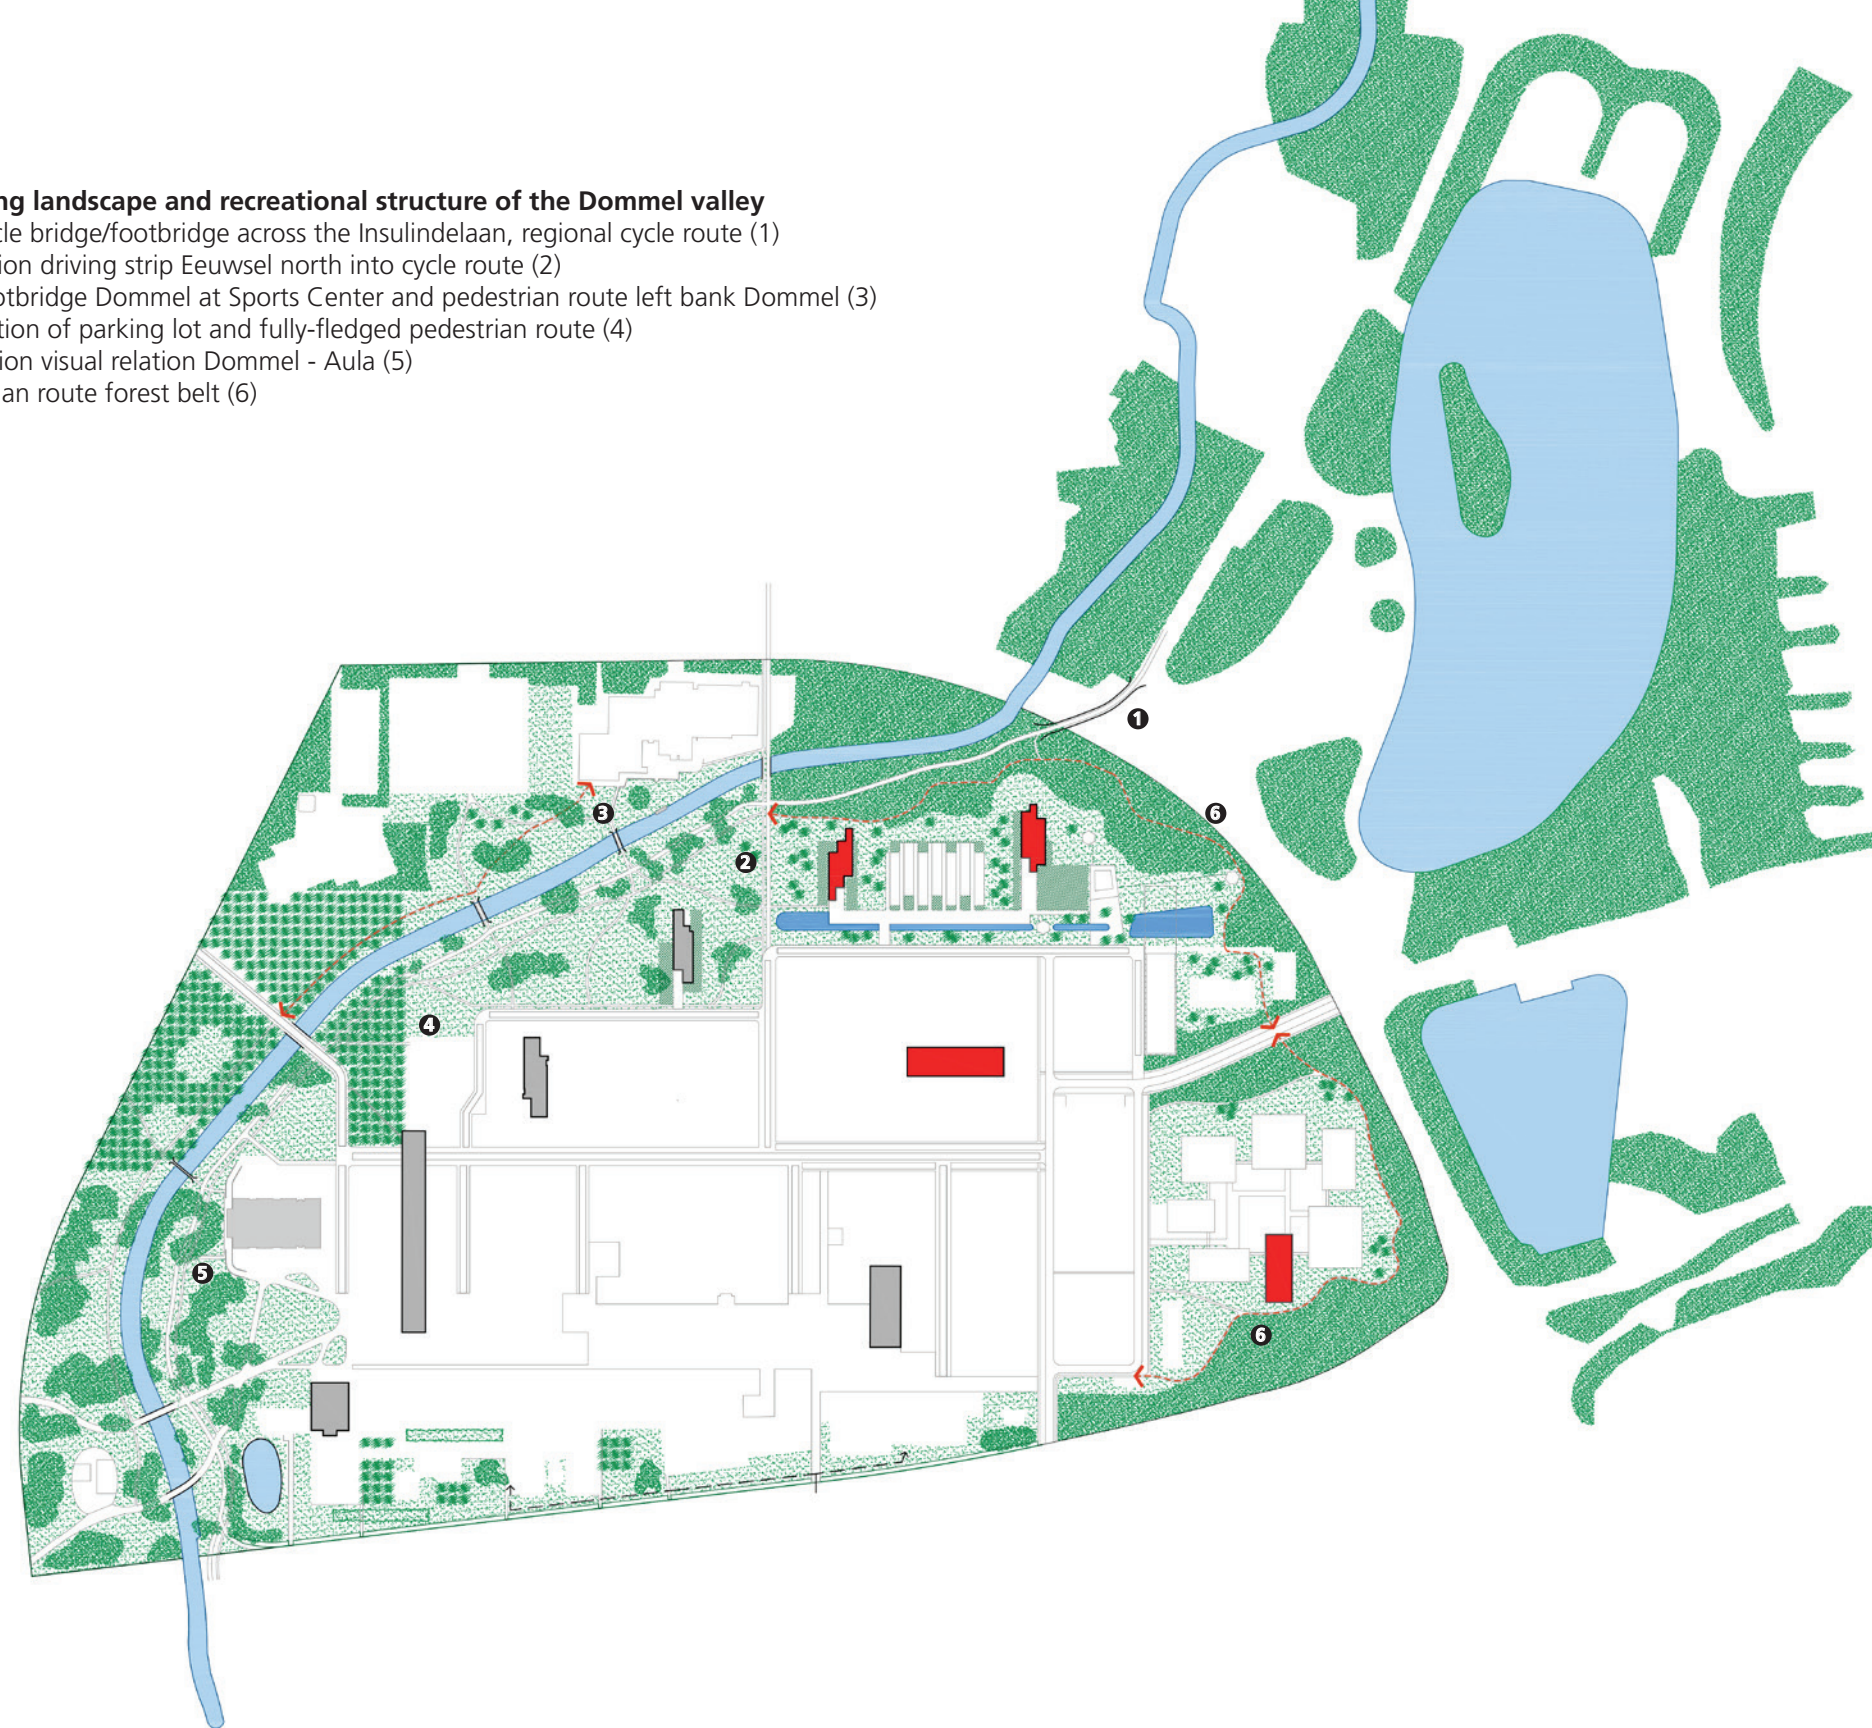 ng landscape and recreational structure of the Dommel valley
cle bridge/footbridge across the Insulindelaan, regional cycle route (1)
ion driving strip Eeuwsel north into cycle route (2)
otbridge Dommel at Sports Center and pedestrian route left bank Dommel (3)
tion of parking lot and fully-fledged pedestrian route (4)
ion visual relation Dommel - Aula (5)
an route forest belt (6)
1
3
6
2
4
5
6